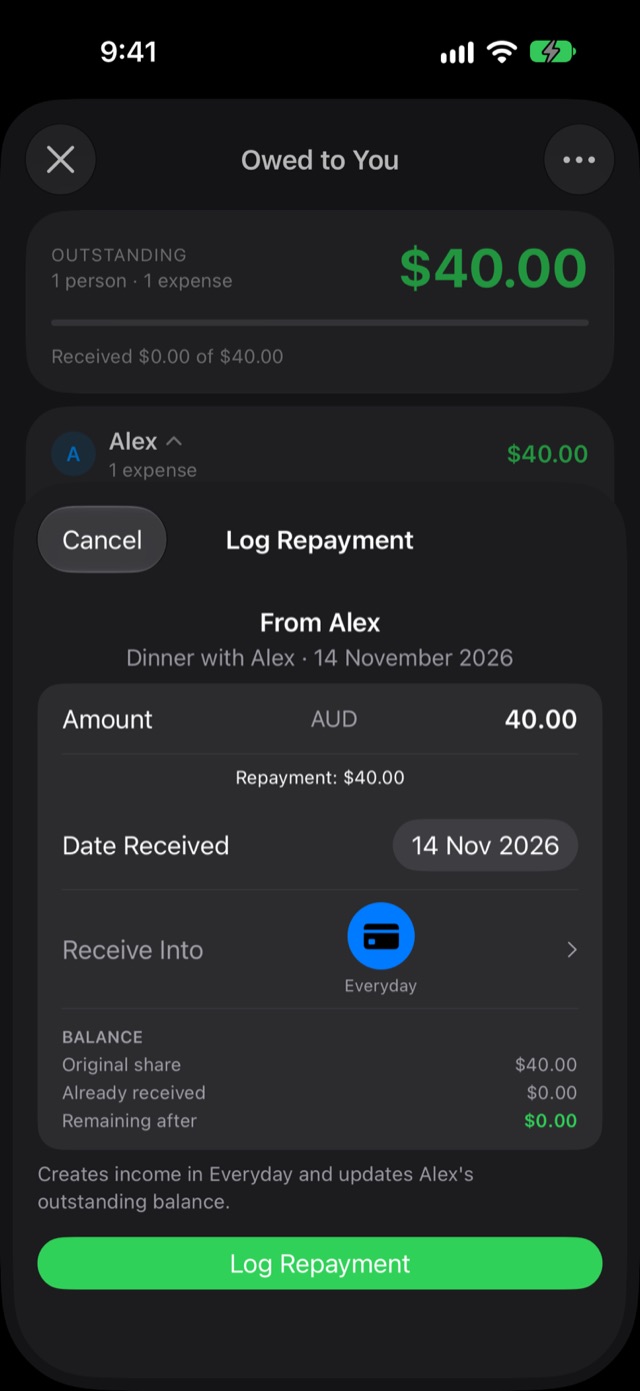 9:41
Owed to You
OUTSTANDING
1 person · 1 expense
$40.00
Received $0.00 of $40.00
A
Alex
1 expense
$40.00
Cancel
Log Repayment
From Alex
Dinner with Alex · 14 November 2026
Amount AUD 40.00
Repayment: $40.00
Date Received 14 Nov 2026
Receive Into
Everyday
BALANCE
Original share $40.00
Already received $0.00
Remaining after $0.00
Creates income in Everyday and updates Alex's
outstanding balance.
Log Repayment